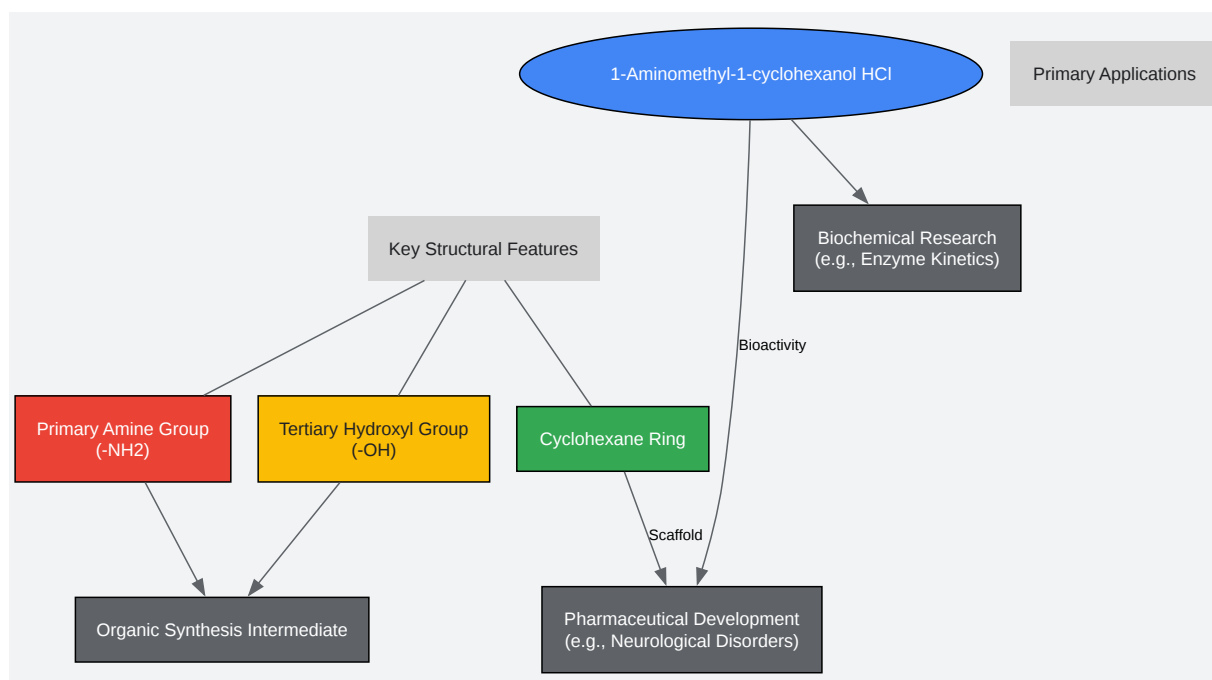 1-Aminomethyl-1-cyclohexanol HCl
Primary Applications
Biochemical Research
(e.g., Enzyme Kinetics)
Key Structural Features
Bioactivity
Primary Amine Group
(-NH2)
Tertiary Hydroxyl Group
(-OH)
Cyclohexane Ring
Scaffold
Organic Synthesis Intermediate
Pharmaceutical Development
(e.g., Neurological Disorders)